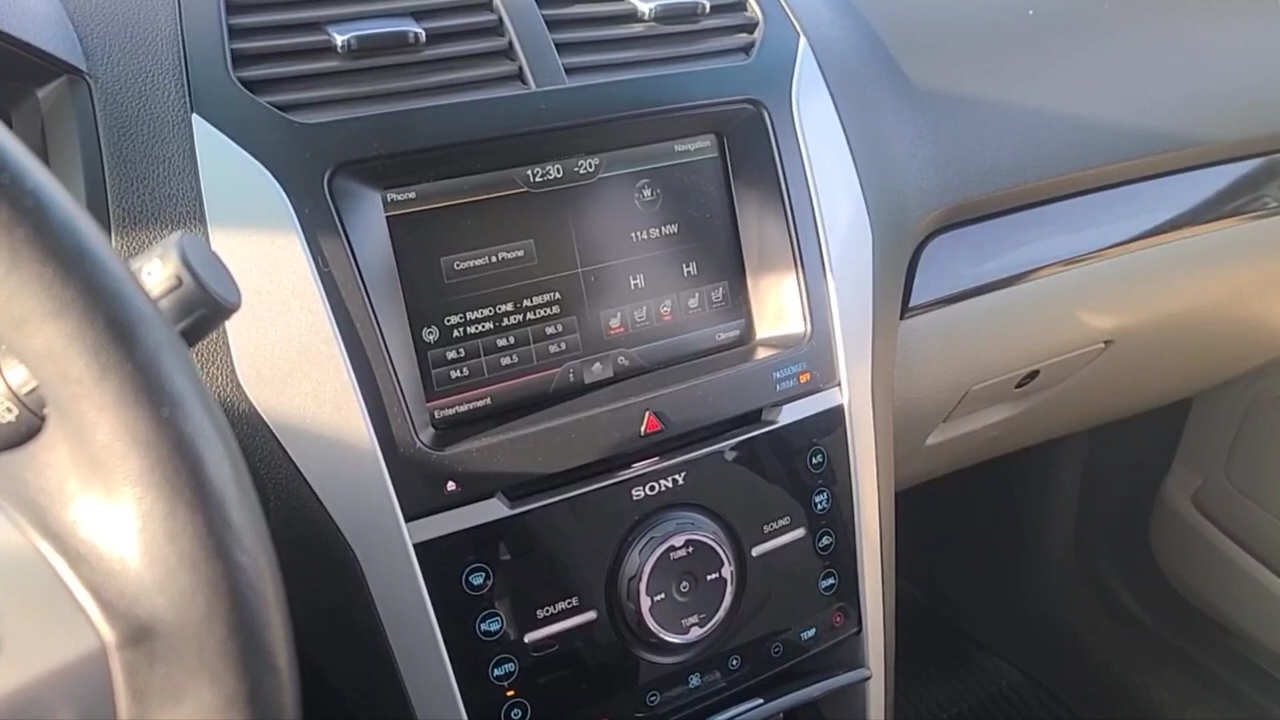 Phone
12:30 -20°
Navigation
W
Connect a Phone
114 St NW
HI HI
CBC RADIO ONE - ALBERTA
AT NOON - JUDY ALDOUS
96.3 98.9 96.9
94.5 98.5 95.9
Climate
Entertainment
PASSENGER
AIRBAG OFF
SONY
A/C
MAX
A/C
SOUND
TUNE+
SOURCE
TUNE-
DUAL
R
AUTO
TEMP